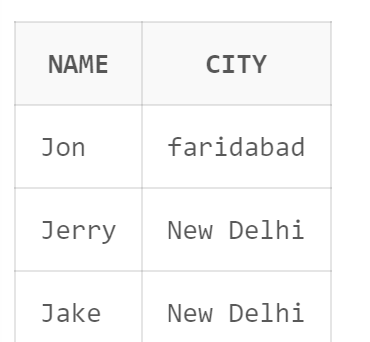 NAME CITY
Jon faridabad
Jerry New Delhi
Jake New Delhi